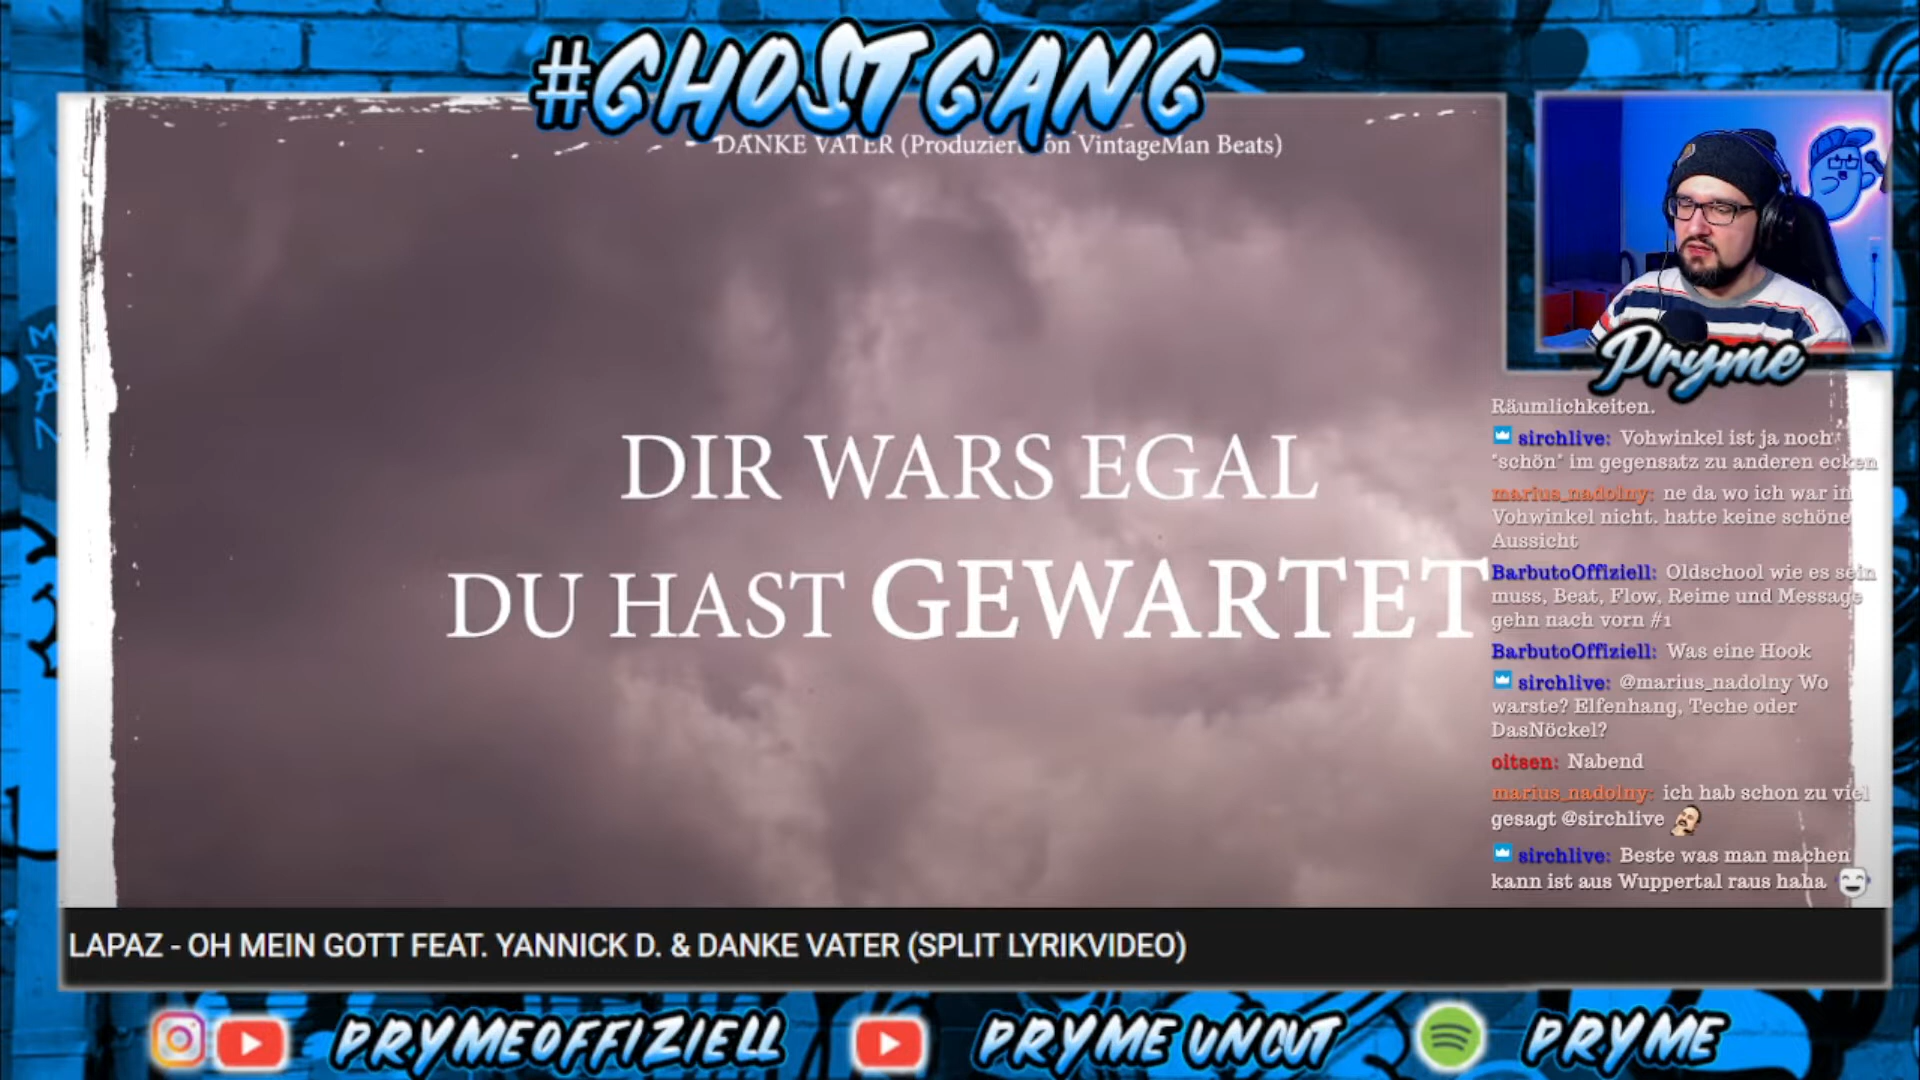 #GHOSTGANG
DANKE VATER (Produziert von VintageMan Beats)
DIR WARS EGAL
DU HAST GEWARTET
Pryme
Räumlichkeiten.
sirchlive: Vohwinkel ist ja noch
"schön" im gegensatz zu anderen ecken
marius_nadolny: ne da wo ich war in
Vohwinkel nicht. hatte keine schöne
Aussicht
BarbutoOffiziell: Oldschool wie es sein
muss, Beat, Flow, Reime und Message
gehn nach vorn #1
BarbutoOffiziell: Was eine Hook
sirchlive: @marius_nadolny Wo
warste? Elfenhang, Tesche oder
DasNöckel?
oltsen: Nabend
marius_nadolny: ich hab schon zu viel
gesagt @sirchlive
sirchlive: Beste was man machen
kann ist aus Wuppertal raus haha
LAPAZ - OH MEIN GOTT FEAT. YANNICK D. & DANKE VATER (SPLIT LYRIKVIDEO)
PRYMEOFFIZIELL
PRYME UNCUT
PRYME